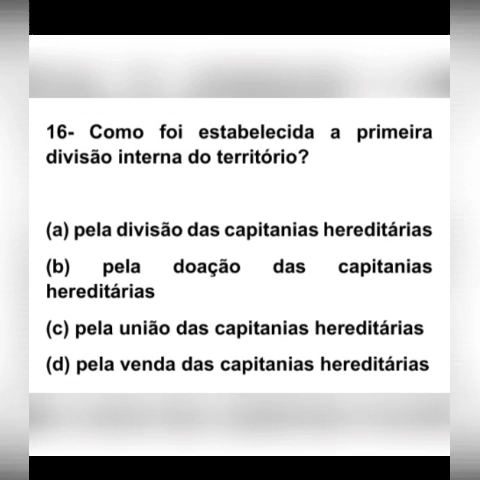 16- Como foi estabelecida a primeira
divisão interna do território?
(a) pela divisão das capitanias hereditárias
(b) pela doação das capitanias
hereditárias
(c) pela união das capitanias hereditárias
(d) pela venda das capitanias hereditárias